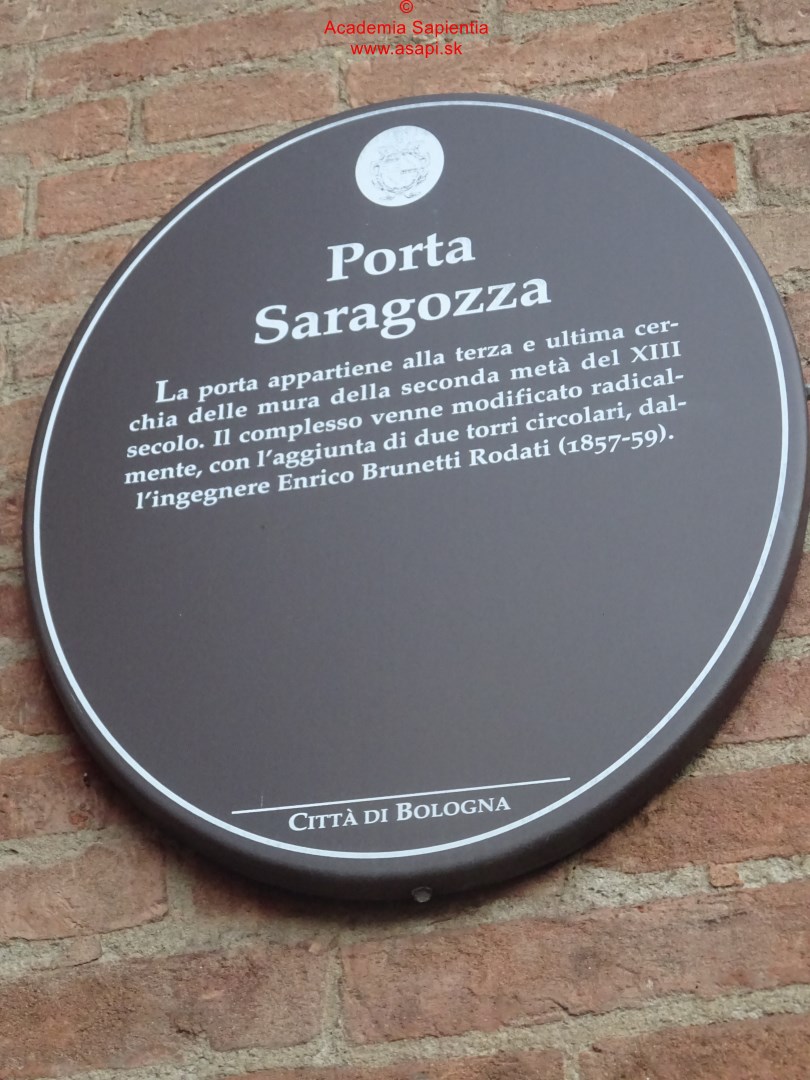 ©
Academia Sapientia
www.asapi.sk
Porta
Saragozza
La porta appartiene alla terza e ultima cer-
chia delle mura della seconda metà del XIII
secolo. Il complesso venne modificato radical-
mente, con l'aggiunta di due torri circolari, dal-
l'ingegnere Enrico Brunetti Rodati (1857-59).
CITTÀ DI BOLOGNA